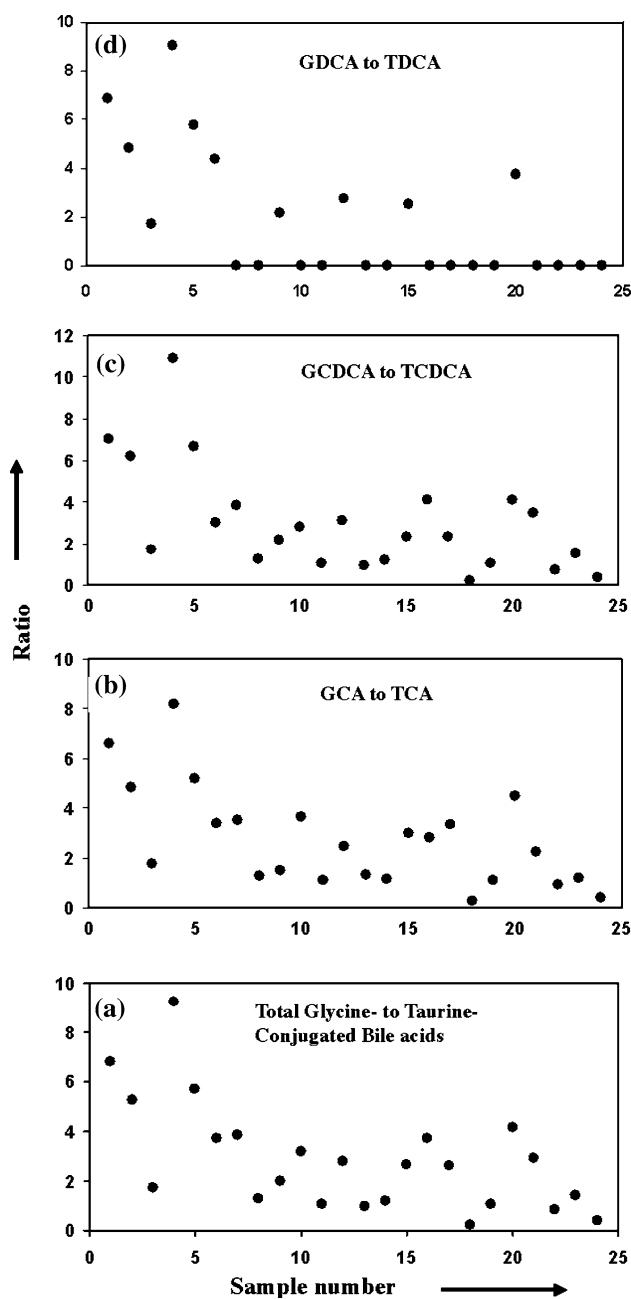 (d)
GDCA to TDCA
10
8
6
4
2
0
0 5 10 15 20 25
(c)
GCDCA to TCDCA
12
10
8
6
4
2
0
0 5 10 15 20 25
Ratio
(b)
GCA to TCA
10
8
6
4
2
0
0 5 10 15 20 25
(a)
Total Glycine- to Taurine-
Conjugated Bile acids
10
8
6
4
2
0
0 5 10 15 20 25
Sample number